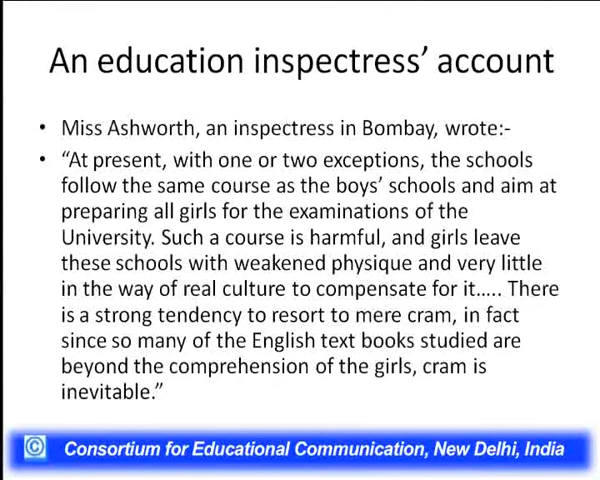 An education inspectress’ account
• Miss Ashworth, an inspectress in Bombay, wrote:-
• “At present, with one or two exceptions, the schools
follow the same course as the boys’ schools and aim at
preparing all girls for the examinations of the
University. Such a course is harmful, and girls leave
these schools with weakened physique and very little
in the way of real culture to compensate for it….. There
is a strong tendency to resort to mere cram, in fact
since so many of the English text books studied are
beyond the comprehension of the girls, cram is
inevitable.”
© Consortium for Educational Communication, New Delhi, India